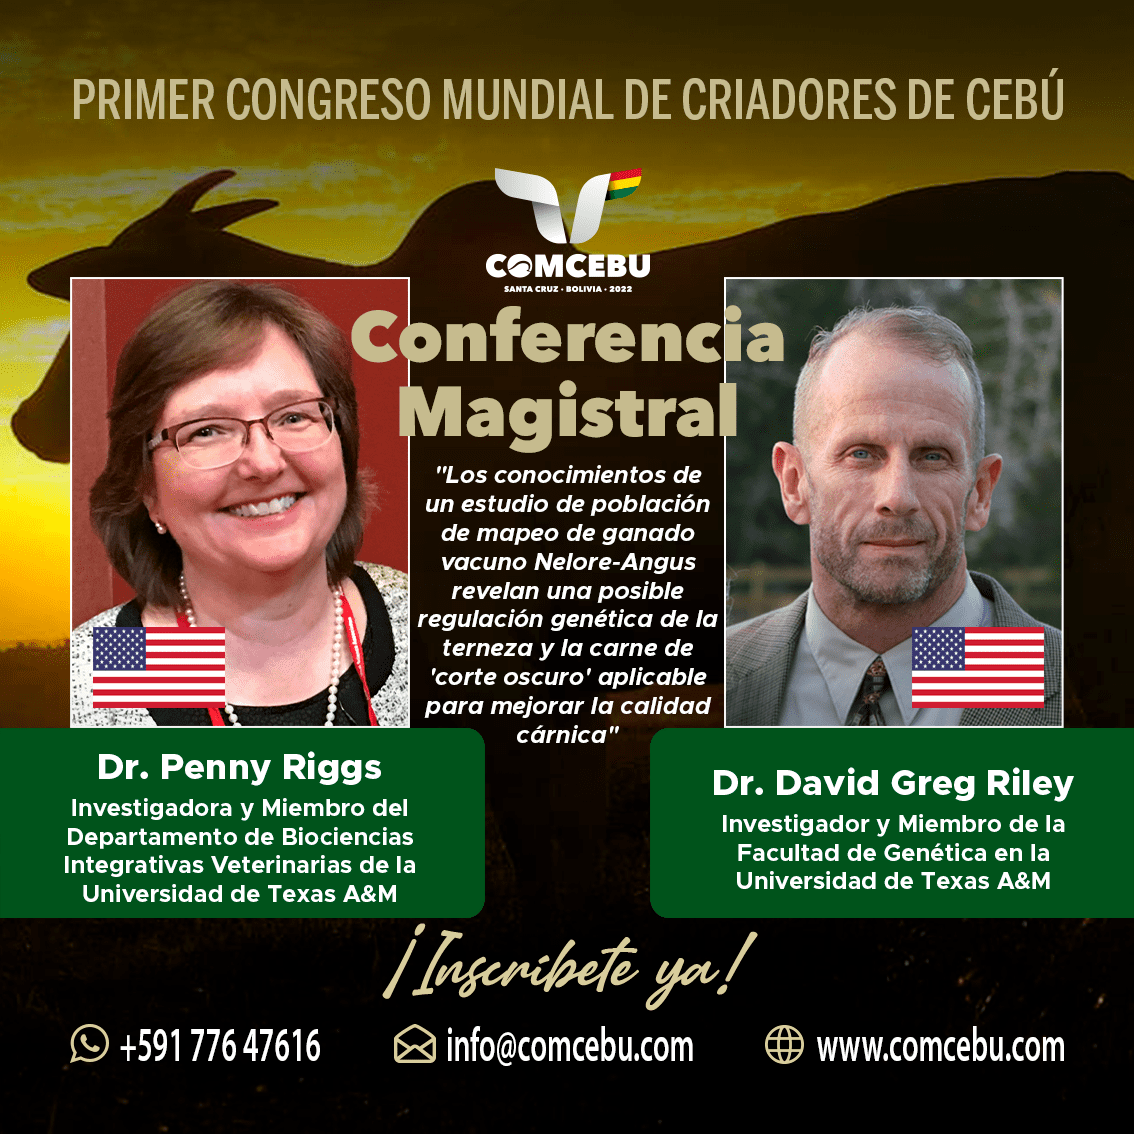 PRIMER CONGRESO MUNDIAL DE CRIADORES DE CEBÚ
COMCEBU
SANTA CRUZ · BOLIVIA · 2022
Conferencia
Magistral
"Los conocimientos de
un estudio de población
de mapeo de ganado
vacuno Nelore-Angus
revelan una posible
regulación genética de la
terneza y la carne de
'corte oscuro' aplicable
para mejorar la calidad
cárnica"
Dr. Penny Riggs
Investigadora y Miembro del
Departamento de Biociencias
Integrativas Veterinarias de la
Universidad de Texas A&M
Dr. David Greg Riley
Investigador y Miembro de la
Facultad de Genética en la
Universidad de Texas A&M
¡Inscríbete ya!
+591 776 47616
info@comcebu.com
www.comcebu.com